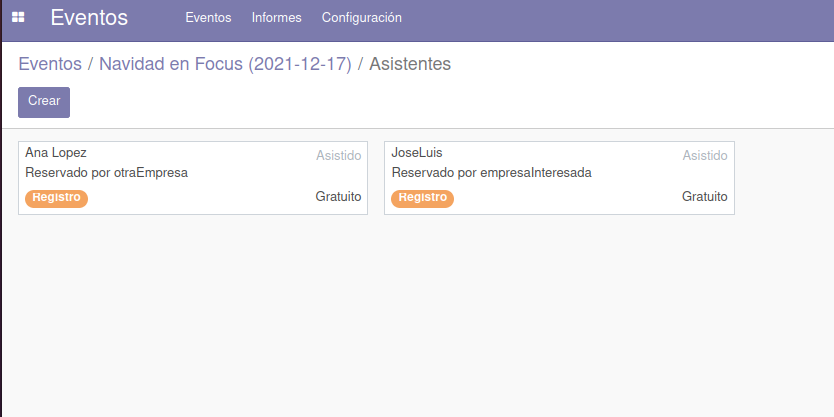 Eventos Eventos Informes Configuración
Eventos / Navidad en Focus (2021-12-17) / Asistentes
Crear
Ana Lopez Asistido
Reservado por otraEmpresa
Registro Gratuito
JoseLuis Asistido
Reservado por empresaInteresada
Registro Gratuito